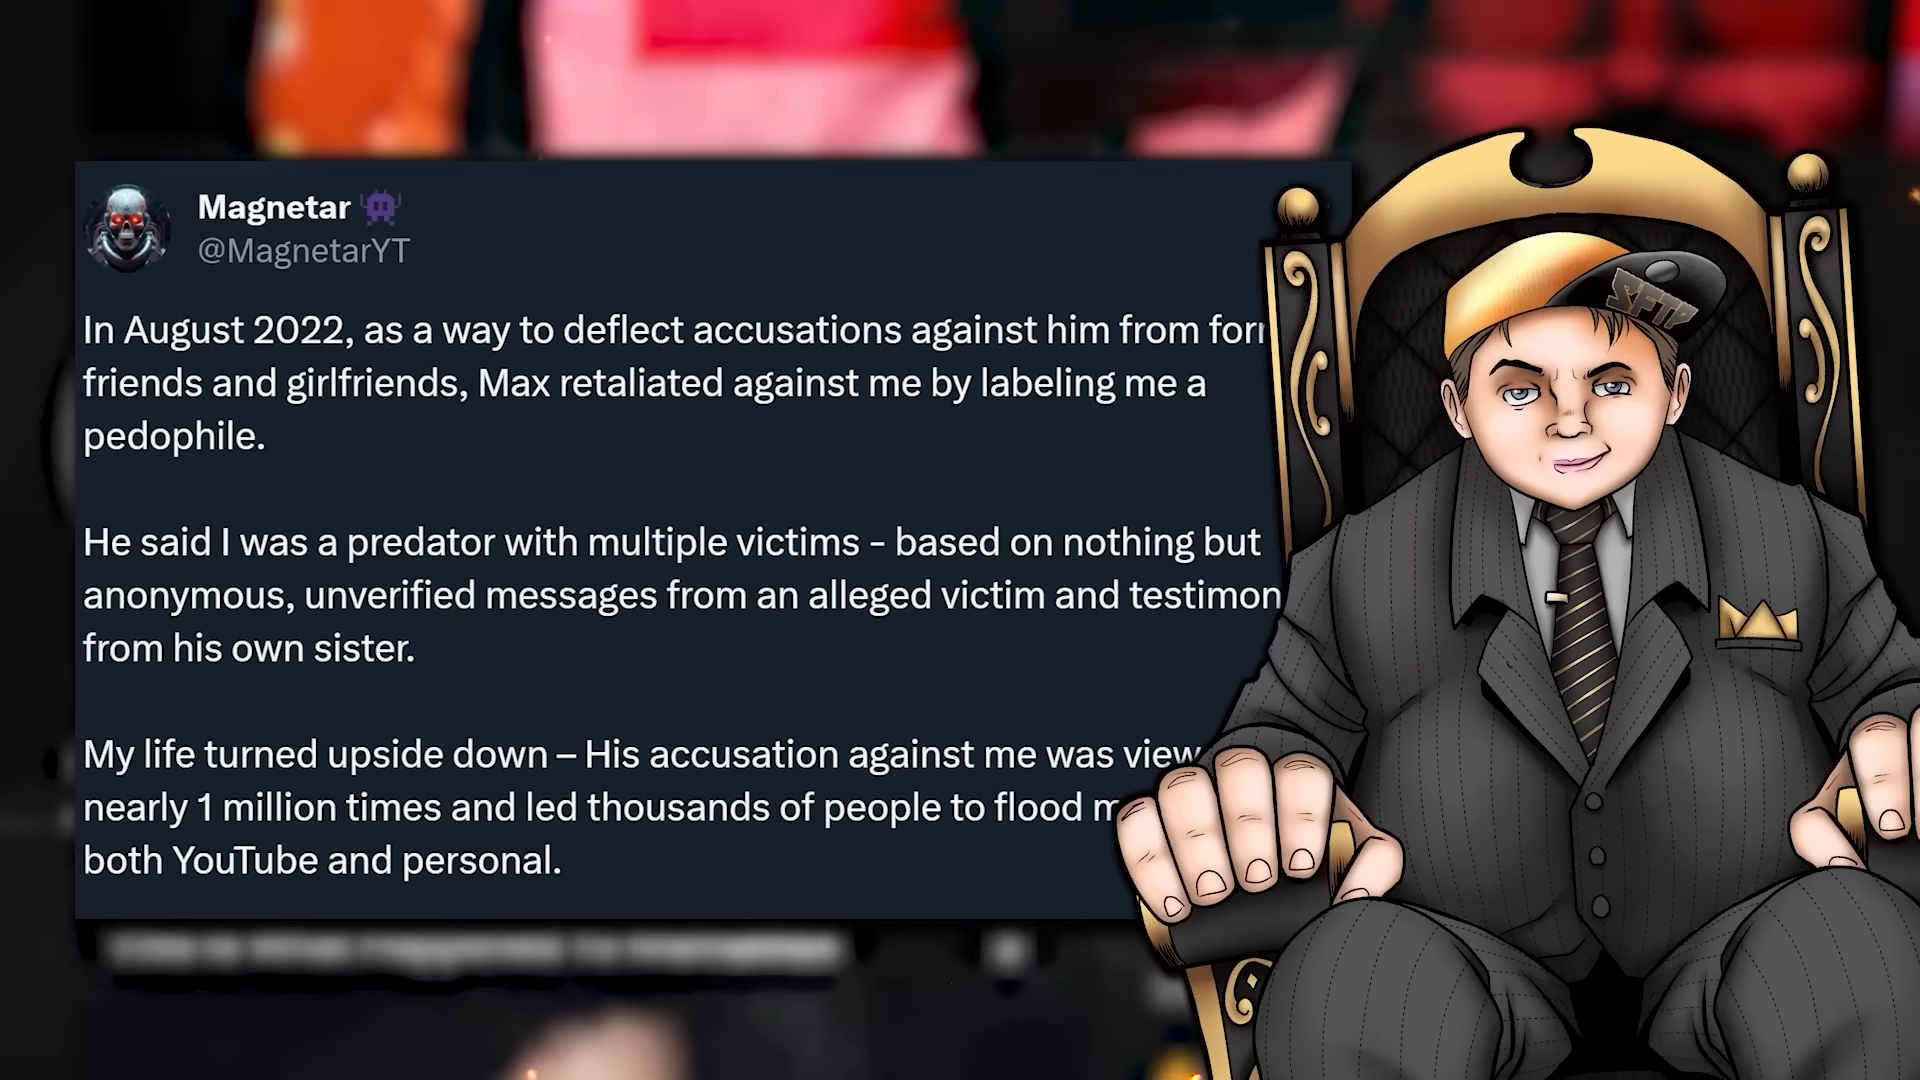 Magnetar
@MagnetarYT
In August 2022, as a way to deflect accusations against him from
friends and girlfriends, Max retaliated against me by labeling me a
pedophile.
He said I was a predator with multiple victims - based on nothing but
anonymous, unverified messages from an alleged victim and
from his own sister.
My life turned upside down – His accusation against me was
nearly 1 million times and led thousands of people to flood
both YouTube and personal.
SFTP